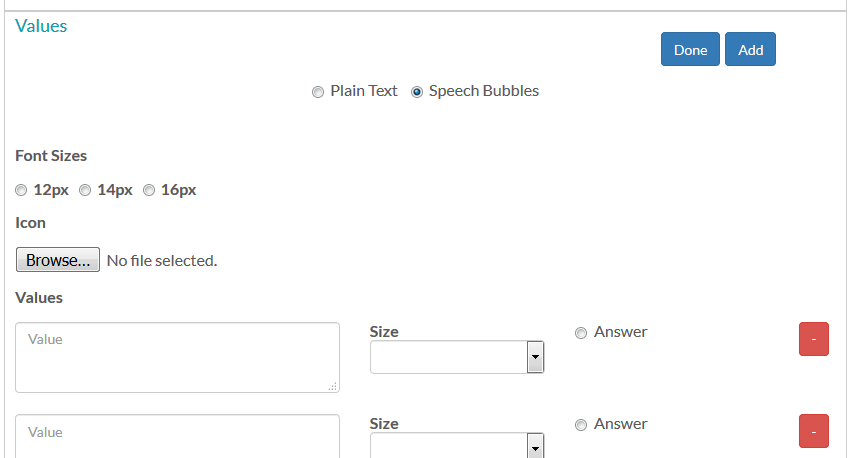 Values
Done Add
Plain Text Speech Bubbles
Font Sizes
12px 14px 16px
Icon
Browse... No file selected.
Values
Value Size Answer -
Value Size Answer -